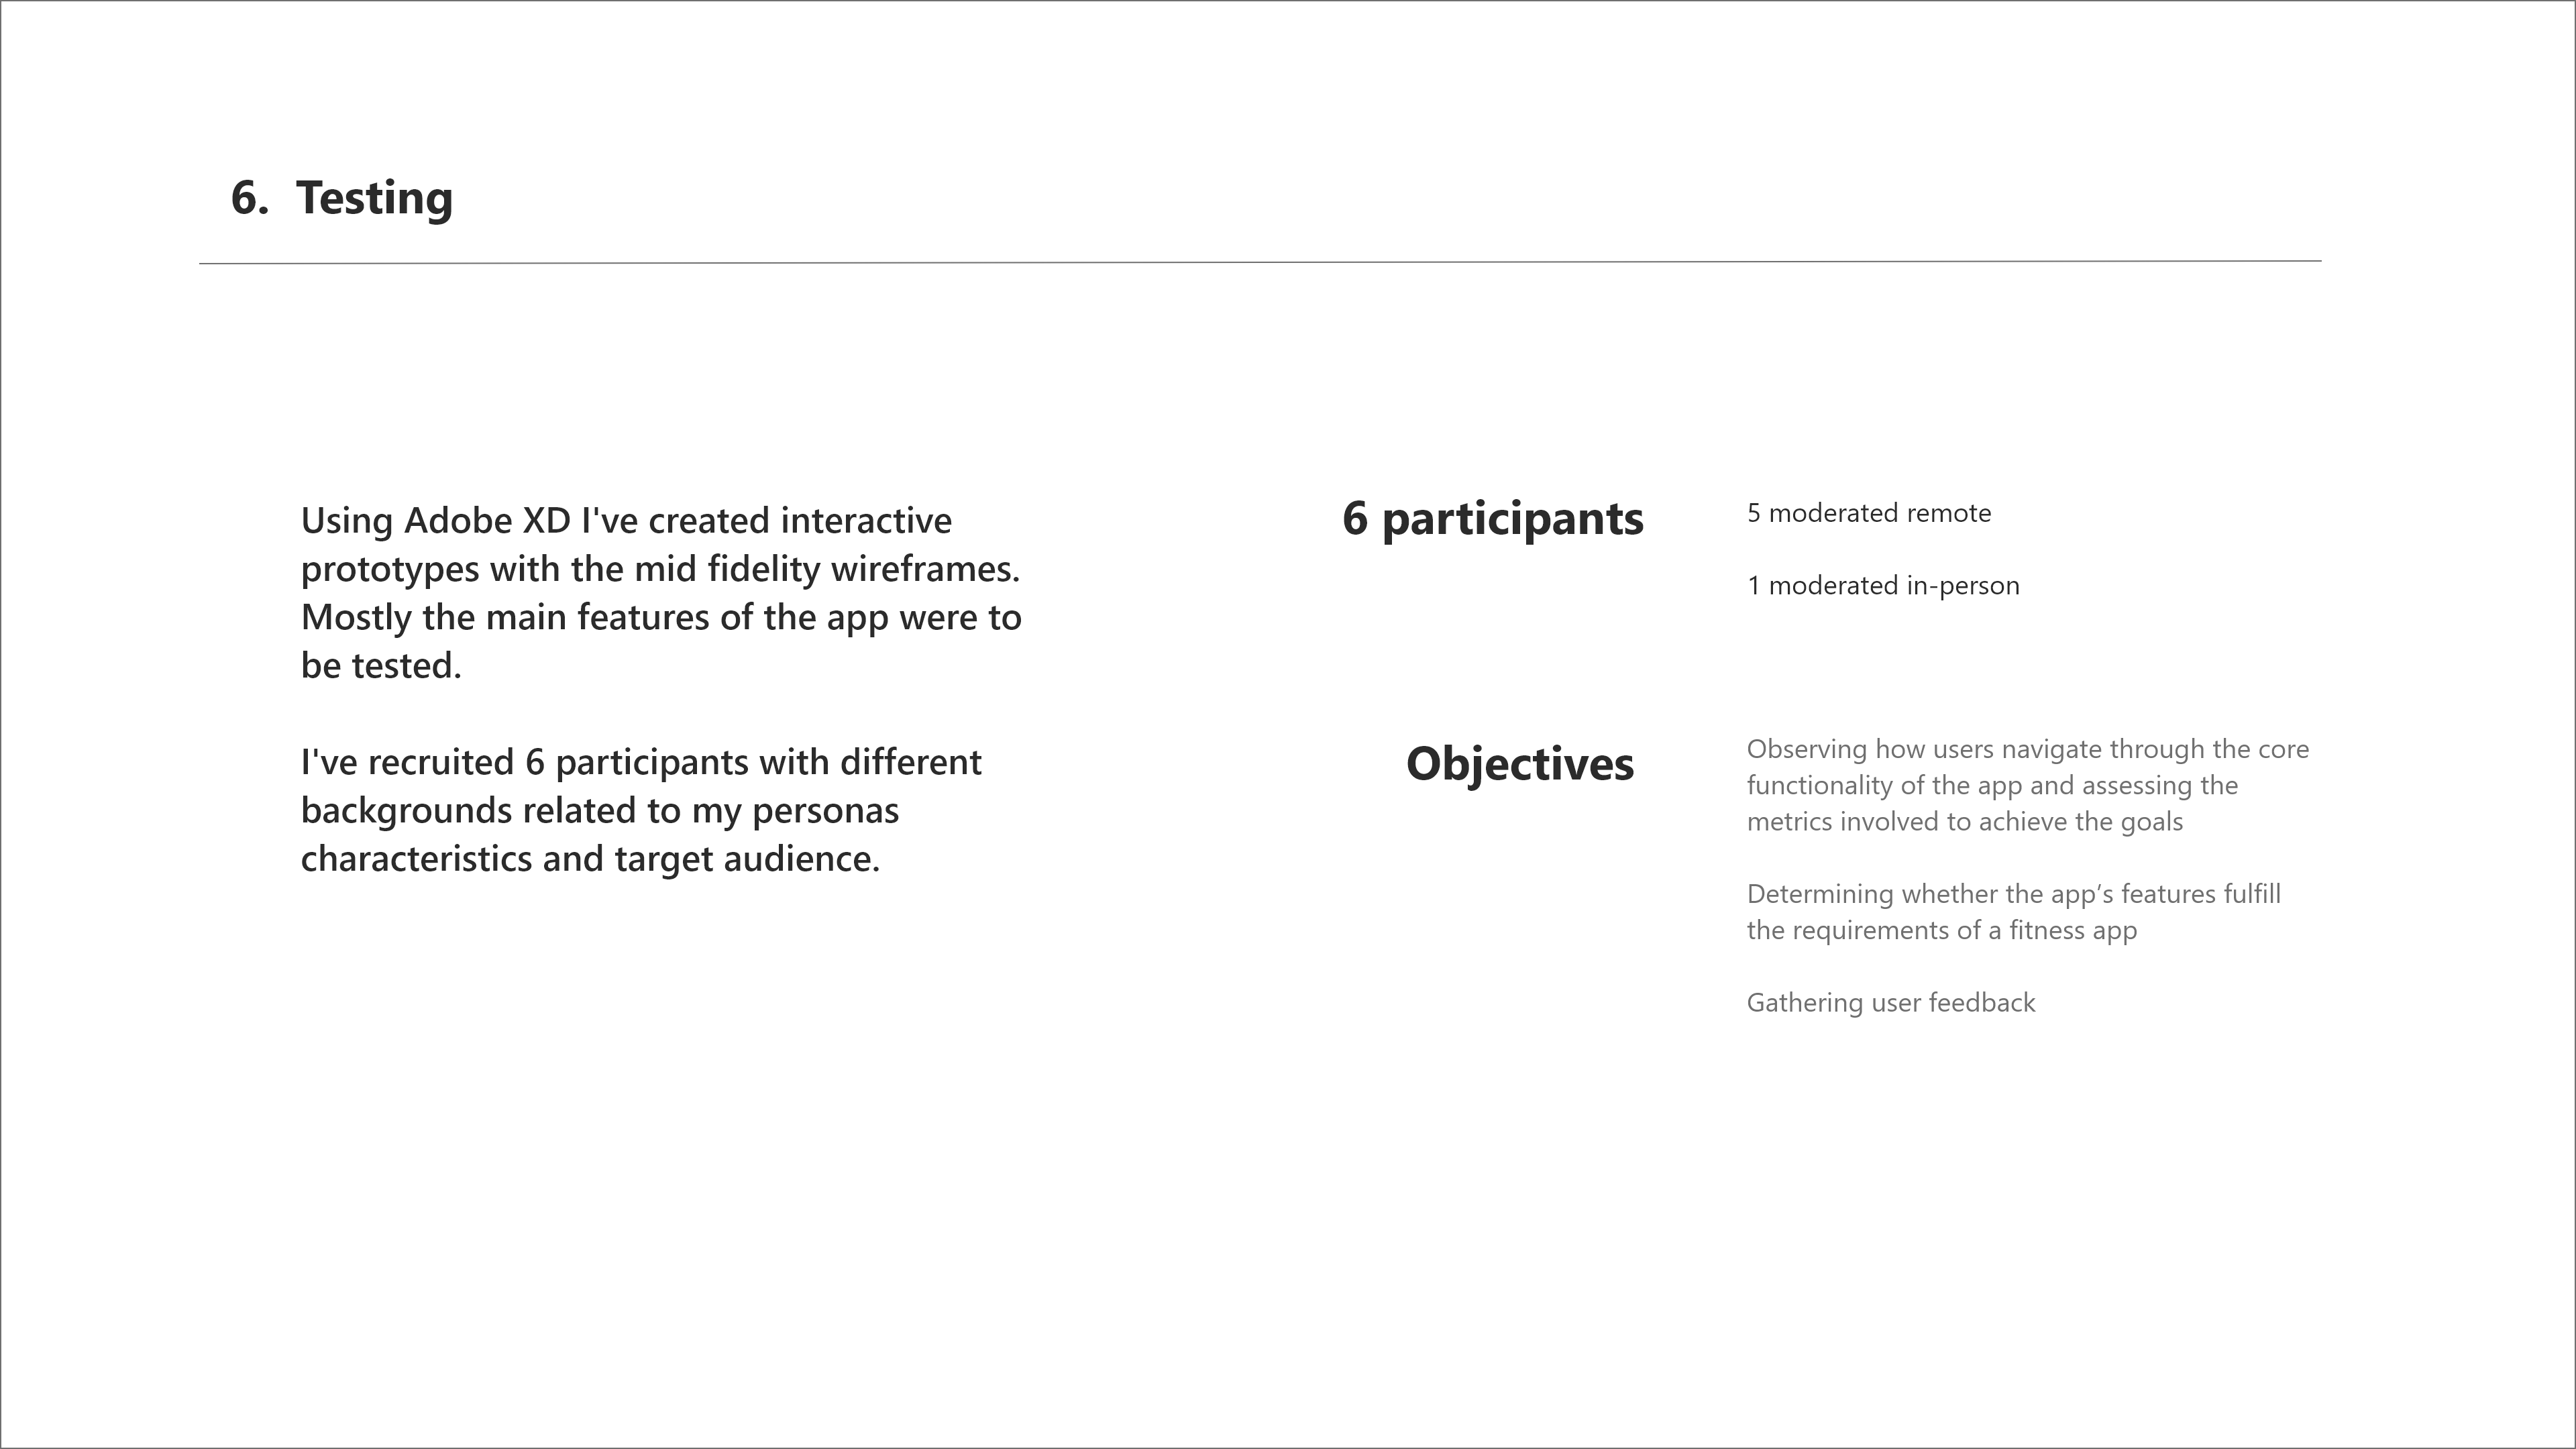 6. Testing
Using Adobe XD I've created interactive
prototypes with the mid fidelity wireframes.
Mostly the main features of the app were to
be tested.
I've recruited 6 participants with different
backgrounds related to my personas
characteristics and target audience.
6 participants
5 moderated remote
1 moderated in-person
Objectives
Observing how users navigate through the core
functionality of the app and assessing the
metrics involved to achieve the goals
Determining whether the app’s features fulfill
the requirements of a fitness app
Gathering user feedback